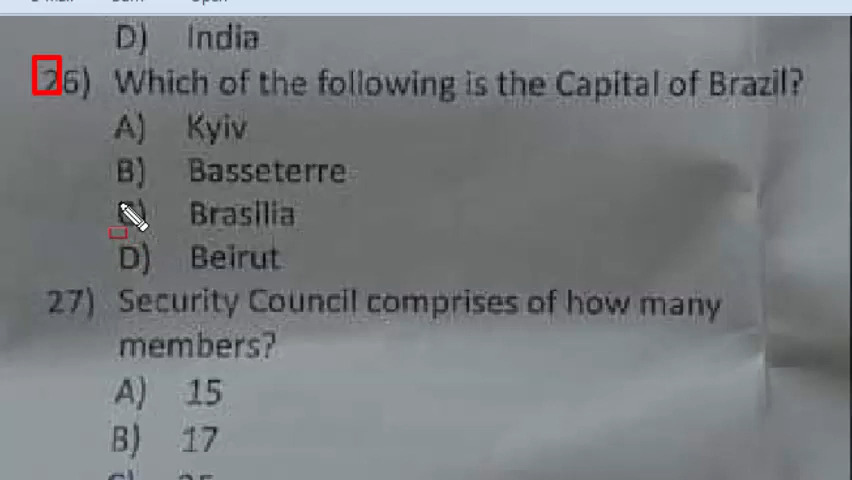 D) India
26) Which of the following is the Capital of Brazil?
A) Kyiv
B) Basseterre
C) Brasilia
D) Beirut
27) Security Council comprises of how many
members?
A) 15
B) 17